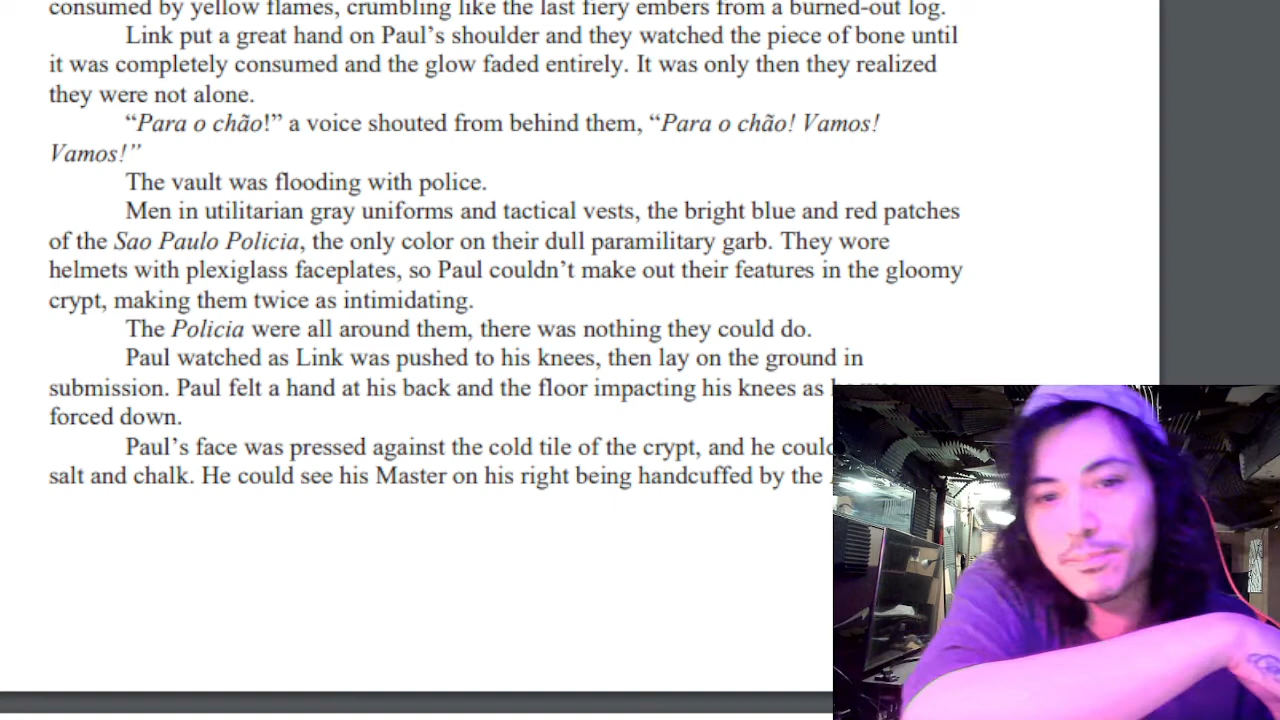 consumed by yellow flames, crumbling like the last fiery embers from a burned-out log.
Link put a great hand on Paul’s shoulder and they watched the piece of bone until
it was completely consumed and the glow faded entirely. It was only then they realized
they were not alone.
“Para o chão!” a voice shouted from behind them, “Para o chão! Vamos!
Vamos!”
The vault was flooding with police.
Men in utilitarian gray uniforms and tactical vests, the bright blue and red patches
of the Sao Paulo Policia, the only color on their dull paramilitary garb. They wore
helmets with plexiglass faceplates, so Paul couldn’t make out their features in the gloomy
crypt, making them twice as intimidating.
The Policia were all around them, there was nothing they could do.
Paul watched as Link was pushed to his knees, then lay on the ground in
submission. Paul felt a hand at his back and the floor impacting his knees as
forced down.
Paul’s face was pressed against the cold tile of the crypt, and he could
salt and chalk. He could see his Master on his right being handcuffed by the